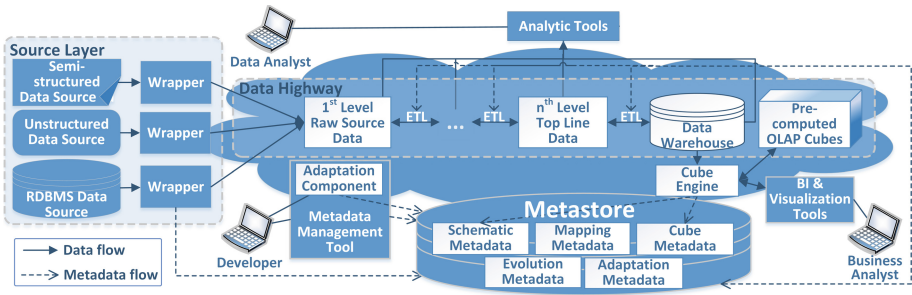 Analytic Tools
Data Analyst
Source Layer
Semi-
structured
Data Source
Wrapper
Unstructured
Data Source
Wrapper
RDBMS Data
Source
Wrapper
Data Highway
1st Level
Raw Source
Data
ETL
...
ETL
nth Level
Top Line
Data
ETL
Data
Warehouse
Pre-
computed
OLAP Cubes
Adaptation
Component
Metadata
Management
Tool
Developer
Cube
Engine
BI &
Visualization
Tools
Business
Analyst
Metastore
Schematic
Metadata
Mapping
Metadata
Cube
Metadata
Evolution
Metadata
Adaptation
Metadata
Data flow
Metadata flow